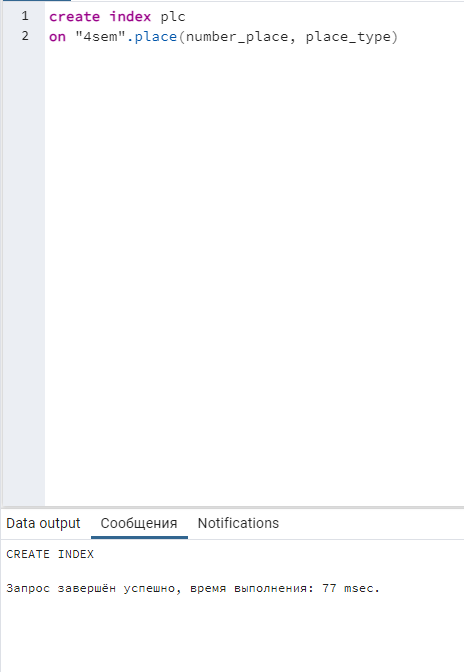 1 create index plc
2 on "4sem".place(number_place, place_type)
Data output Сообщения Notifications
CREATE INDEX
Запрос завершён успешно, время выполнения: 77 msec.